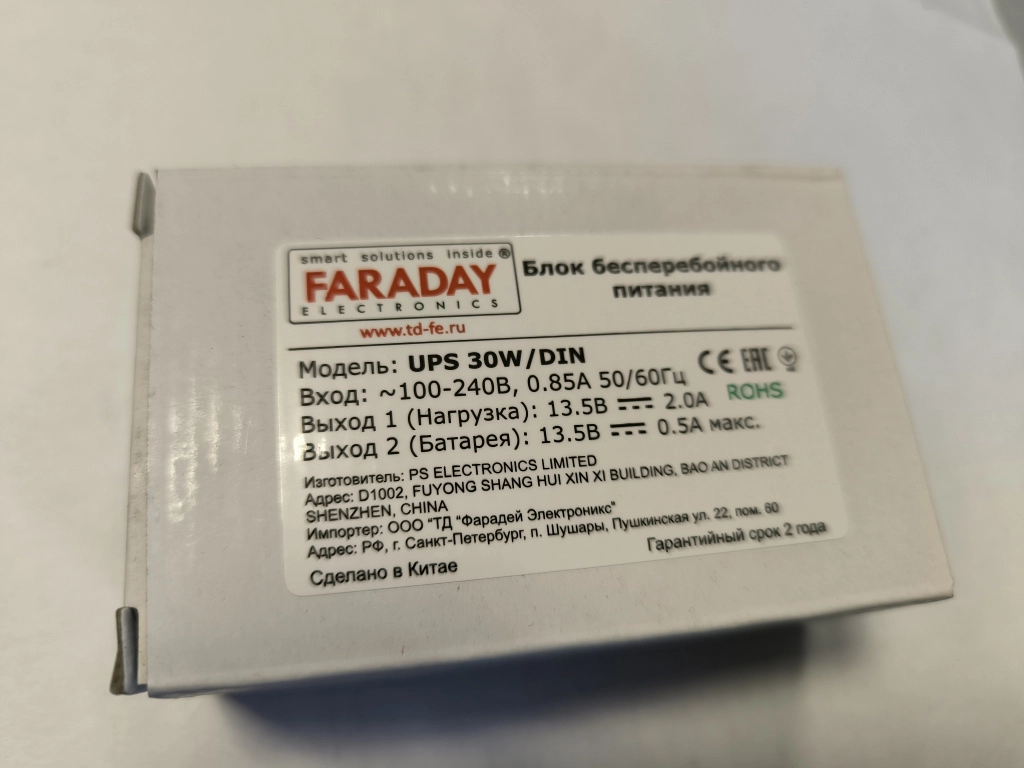 smart solutions inside ®
FARADAY
ELECTRONICS
www.td-fe.ru
Блок бесперебойного
питания
Модель: UPS 30W/DIN
Вход: ~100-240В, 0.85А 50/60Гц
Выход 1 (Нагрузка): 13.5В ⎓ 2.0А
Выход 2 (Батарея): 13.5В ⎓ 0.5А макс.
CE EAC
ROHS
Изготовитель: PS ELECTRONICS LIMITED
Адрес: D1002, FUYONG SHANG HUI XIN XI BUILDING, BAO AN DISTRICT
SHENZHEN, CHINA
Импортер: ООО "ТД "Фарадей Электроникс"
Адрес: РФ, г. Санкт-Петербург, п. Шушары, Пушкинская ул. 22, пом. 60
Сделано в Китае
Гарантийный срок 2 года